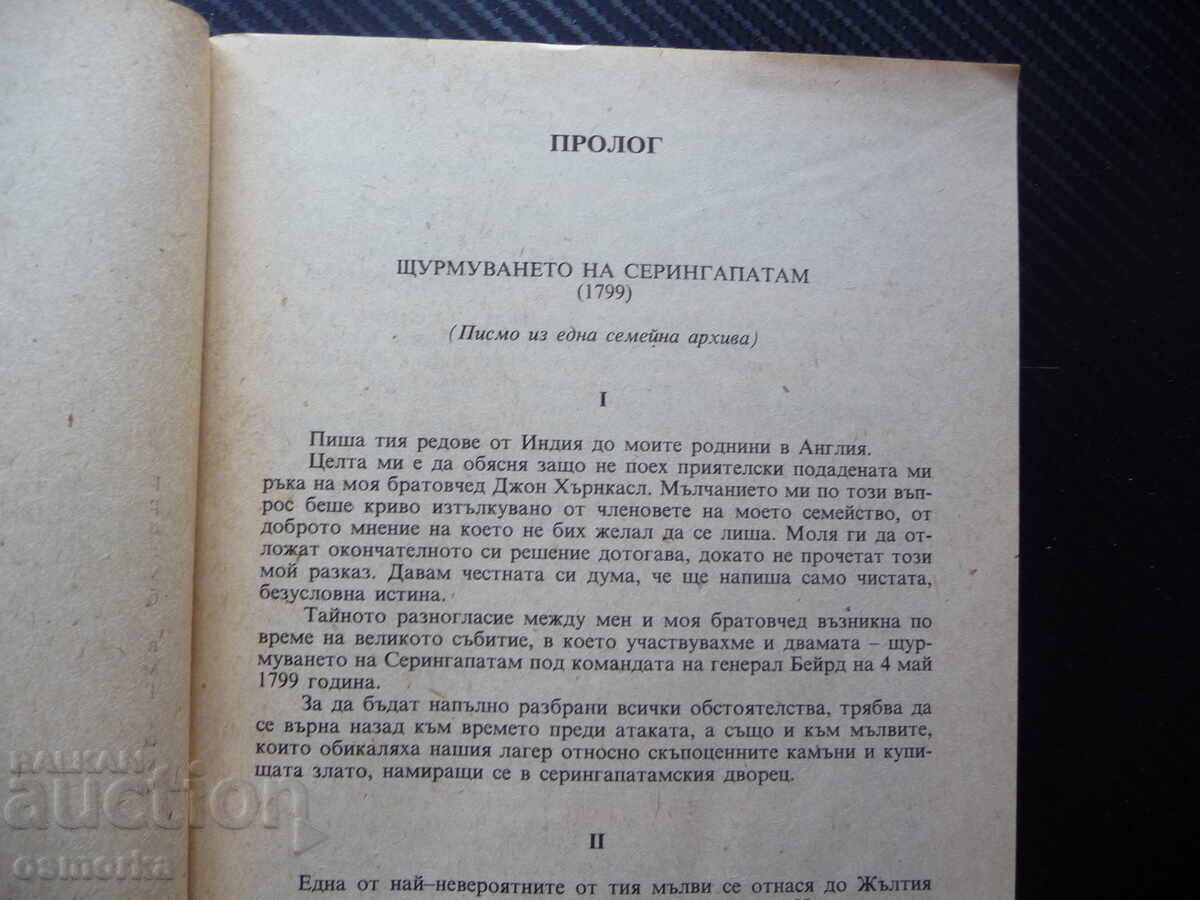 ПРОЛОГ
ЩУРМУВАНЕТО НА СЕРИНГАПАТАМ
(1799)
(Писмо из една семейна архива)
I
Пиша тия редове от Индия до моите роднини в Англия.
Целта ми е да обясня защо не поех приятелски подадената ми
ръка на моя братовчед Джон Хърнкасл. Мълчанието ми по този въп-
рос беше криво изтълкувано от членовете на моето семейство, от
доброто мнение на което не бих желал да се лиша. Моля ги да от-
ложат окончателното си решение дотогава, докато не прочетат този
мой разказ. Давам честната си дума, че ще напиша само чистата,
безусловна истина.
Тайното разногласие между мен и моя братовчед възникна по
време на великото събитие, в което участвувахме и двамата – щур-
муването на Серингапатам под командата на генерал Бейрд на 4 май
1799 година.
За да бъдат напълно разбрани всички обстоятелства, трябва да
се върна назад към времето преди атаката, а също и към мълвите,
които обикаляха нашия лагер относно скъпоценните камъни и купи-
щата злато, намиращи се в серингапатамския дворец.
II
Една от най–невероятните от тия мълви се отнася до Жълтия
БАЛКАН
auction
osmorka